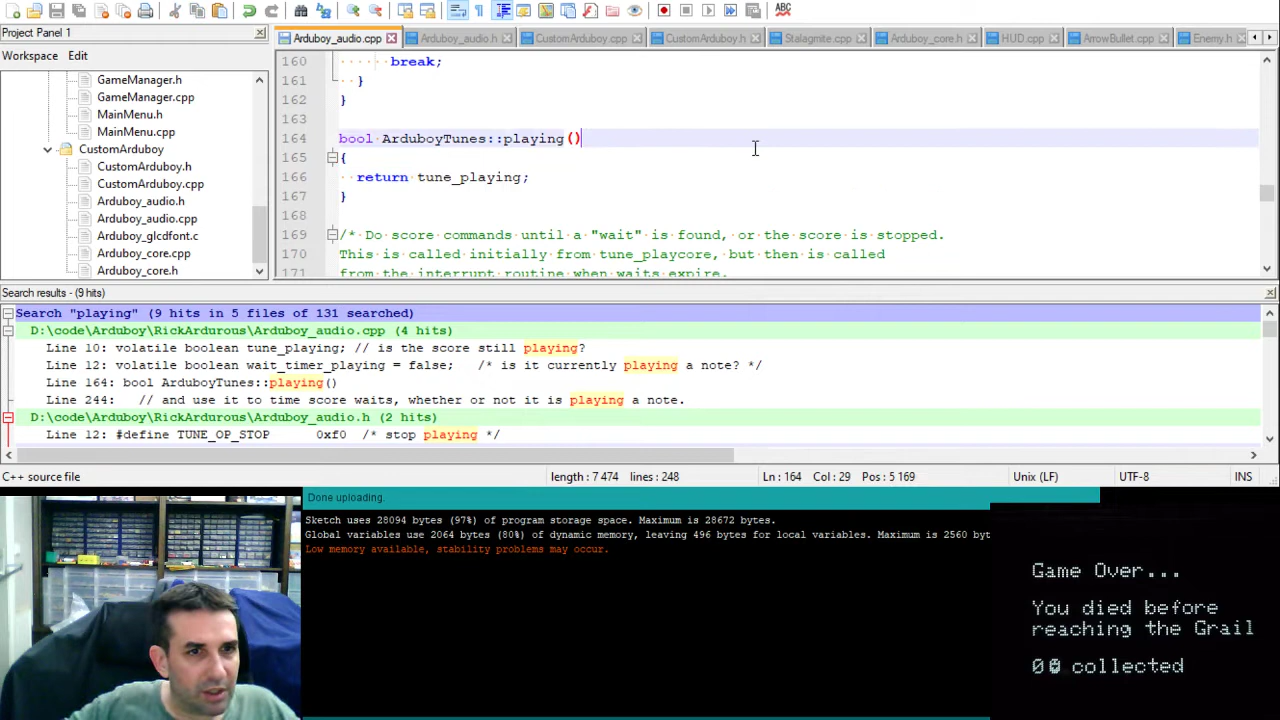 Project Panel 1
Arduboy_audio.cpp
Arduboy_audio.h
CustomArduboy.cpp
CustomArduboy.h
Stalagmite.cpp
Arduboy_core.h
HUD.cpp
ArrowBullet.cpp
Enemy.h
Workspace Edit
GameManager.h
GameManager.cpp
MainMenu.h
MainMenu.cpp
CustomArduboy
CustomArduboy.h
CustomArduboy.cpp
Arduboy_audio.h
Arduboy_audio.cpp
Arduboy_glcdfont.c
Arduboy_core.cpp
Arduboy_core.h
160 break;
161 }
162 }
163
164 bool ArduboyTunes::playing()
165 {
166 return tune_playing;
167 }
168
169 /* Do score commands until a "wait" is found, or the score is stopped.
170 This is called initially from tune_playcore, but then is called
171 from the interrupt routine when waits expire.
Search results - (9 hits)
Search "playing" (9 hits in 5 files of 131 searched)
D:\code\Arduboy\RickArdurous\Arduboy_audio.cpp (4 hits)
Line 10: volatile boolean tune_playing; // is the score still playing?
Line 12: volatile boolean wait_timer_playing = false; /* is it currently playing a note? */
Line 164: bool ArduboyTunes::playing()
Line 244: // and use it to time score waits, whether or not it is playing a note.
D:\code\Arduboy\RickArdurous\Arduboy_audio.h (2 hits)
Line 12: #define TUNE_OP_STOP 0xf0 /* stop playing */
C++ source file
length : 7 474 lines : 248
Ln : 164 Col : 29 Pos : 5 169
Unix (LF)
UTF-8
INS
Done uploading.
Sketch uses 28094 bytes (97%) of program storage space. Maximum is 28672 bytes.
Global variables use 2064 bytes (80%) of dynamic memory, leaving 496 bytes for local variables. Maximum is 2560 byt
Low memory available, stability problems may occur.
Game Over...
You died before
reaching the Grail
collected